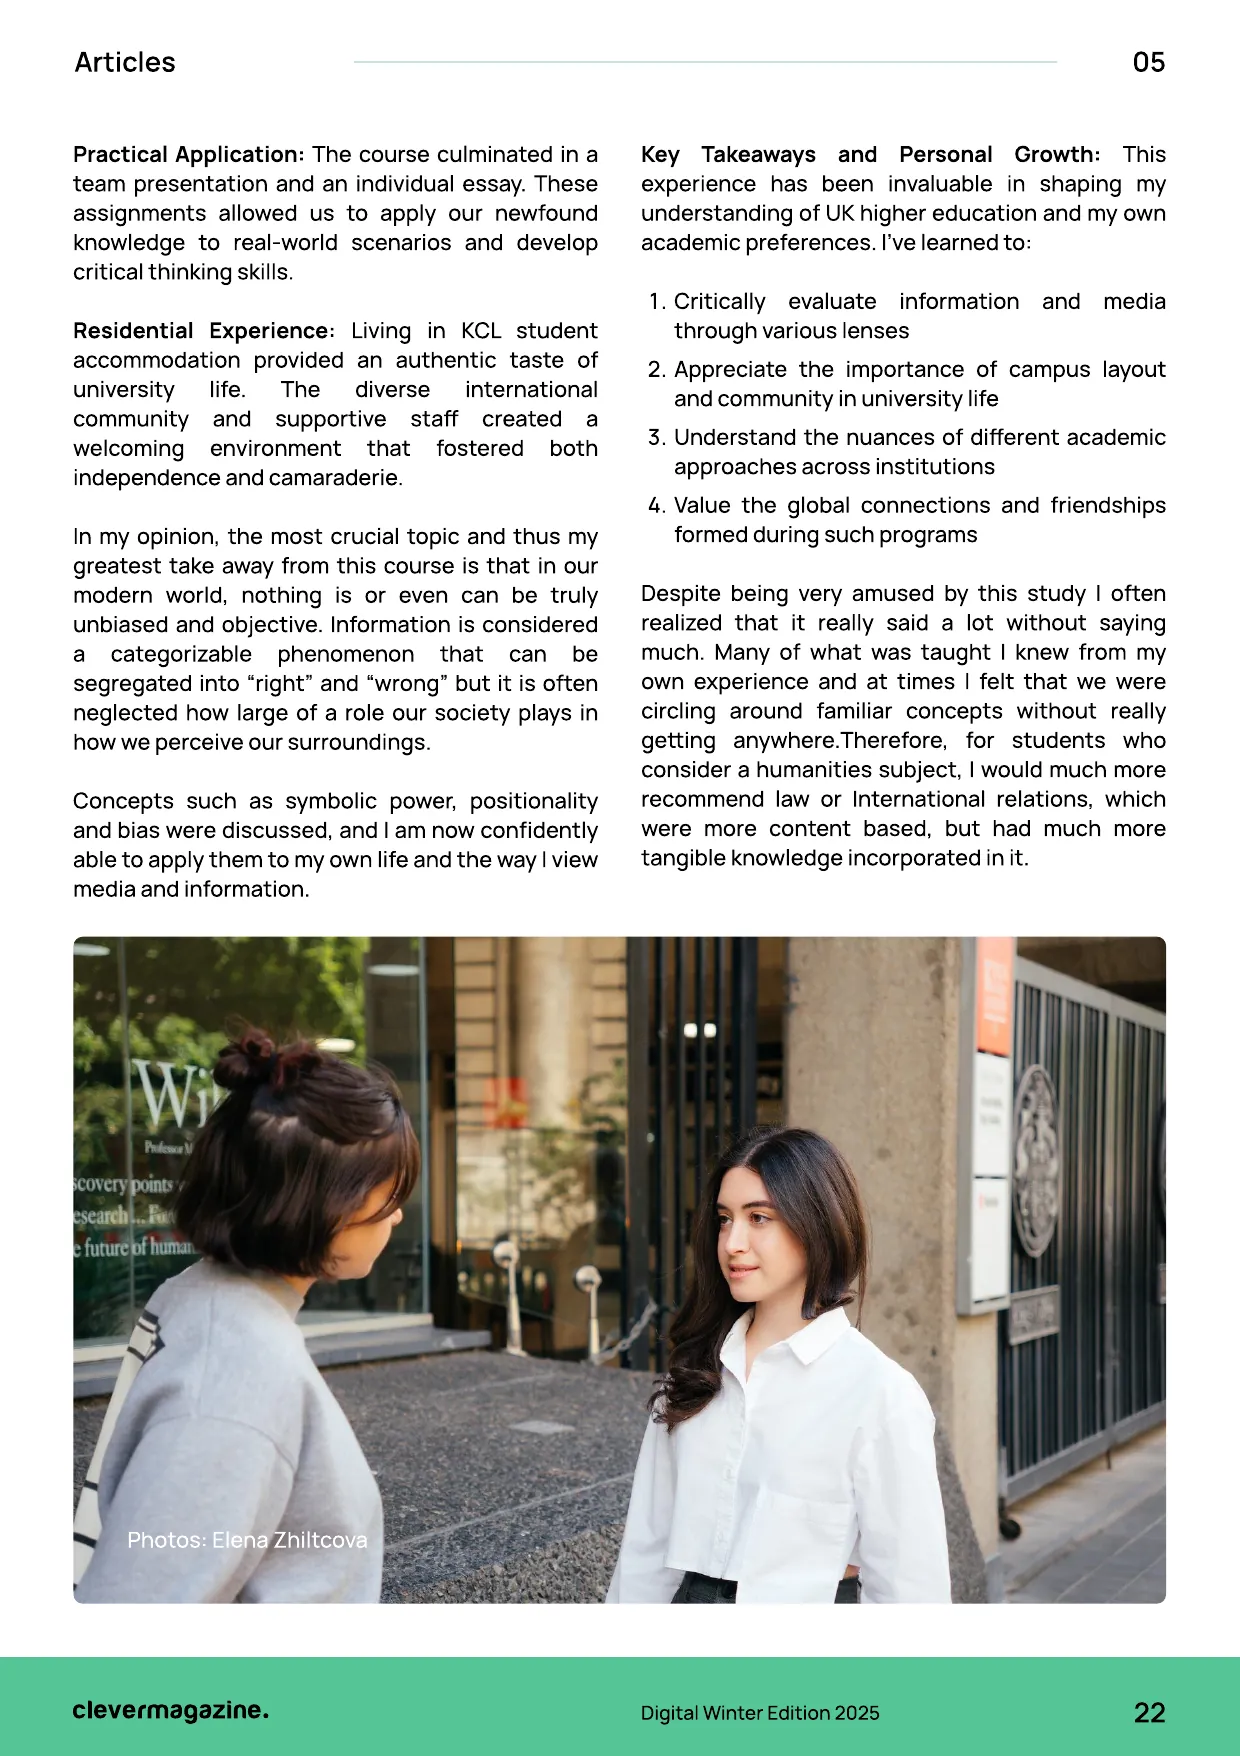 Articles
05
Practical Application: The course culminated in a
team presentation and an individual essay. These
assignments allowed us to apply our newfound
knowledge to real-world scenarios and develop
critical thinking skills.
Residential Experience: Living in KCL student
accommodation provided an authentic taste of
university life. The diverse international
community and supportive staff created a
welcoming environment that fostered both
independence and camaraderie.
In my opinion, the most crucial topic and thus my
greatest take away from this course is that in our
modern world, nothing is or even can be truly
unbiased and objective. Information is considered
a categorizable phenomenon that can be
segregated into “right” and “wrong” but it is often
neglected how large of a role our society plays in
how we perceive our surroundings.
Concepts such as symbolic power, positionality
and bias were discussed, and I am now confidently
able to apply them to my own life and the way I view
media and information.
Key Takeaways and Personal Growth: This
experience has been invaluable in shaping my
understanding of UK higher education and my own
academic preferences. I’ve learned to:
1. Critically evaluate information and media
through various lenses
2. Appreciate the importance of campus layout
and community in university life
3. Understand the nuances of different academic
approaches across institutions
4. Value the global connections and friendships
formed during such programs
Despite being very amused by this study I often
realized that it really said a lot without saying
much. Many of what was taught I knew from my
own experience and at times I felt that we were
circling around familiar concepts without really
getting anywhere.Therefore, for students who
consider a humanities subject, I would much more
recommend law or International relations, which
were more content based, but had much more
tangible knowledge incorporated in it.
Wi
Professor M
scovery points
esearch ...
e future of human
Photos: Elena Zhiltcova
clevermagazine.
Digital Winter Edition 2025
22